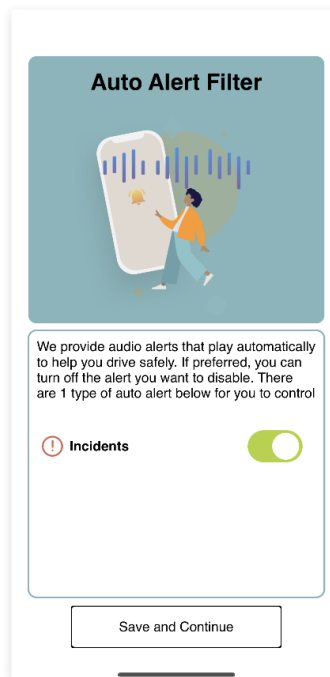 Auto Alert Filter
We provide audio alerts that play automatically
to help you drive safely. If preferred, you can
turn off the alert you want to disable. There
are 1 type of auto alert below for you to control
Incidents
Save and Continue